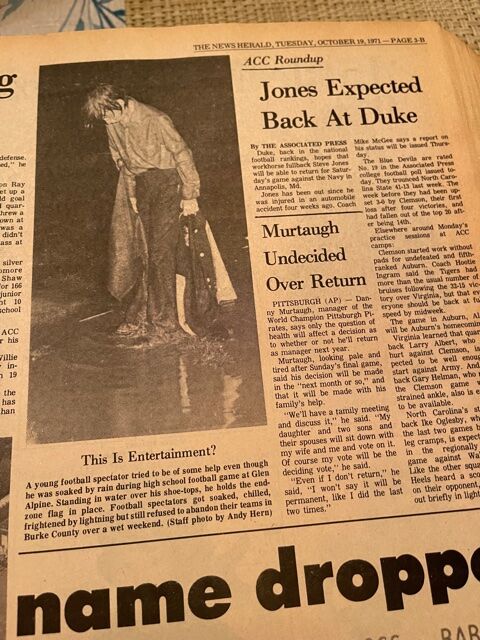 THE NEWS HERALD, TUESDAY, OCTOBER 19, 1971 — PAGE 3-B
g
defense.
ed," he
on Ray
et up a
d goal
f quar-
threw a
own at
was a
didn't
ass at
silver
omore
Shaw
for 166
junior
ht 10
school
ACC
or his
Willie
y in-
n 19
the
has
han
This Is Entertainment?
A young football spectator tried to be of some help even though
he was soaked by rain during high school football game at Glen
Alpine. Standing in water over his shoe-tops, he holds the end-
zone flag in place. Football spectators got soaked, chilled,
frightened by lightning but still refused to abandon their teams in
Burke County over a wet weekend. (Staff photo by Andy Hern)
ACC Roundup
Jones Expected
Back At Duke
By THE ASSOCIATED PRESS
Duke, back in the national
football rankings, hopes that
workhorse fullback Steve Jones
will be able to return for Satur-
day's game against the Navy in
Annapolis, Md.
Jones has been out since he
was injured in an automobile
accident four weeks ago. Coach
Mike McGee says a report on
his status will be issued Thurs-
day.
The Blue Devils are rated
No. 19 in the Associated Press
college football poll issued to-
day. They trounced North Caro-
lina State 41-13 last week. The
week before they had been up-
set 3-0 by Clemson, their first
loss after four victories, and
had fallen out of the top 20 aft-
er being 14th.
Elsewhere around Monday's
practice sessions at ACC
camps:
Clemson started work without
pads for undefeated and fifth-
ranked Auburn. Coach Hootie
Ingram said the Tigers had
more than the usual number of
bruises following the 32-15 vic-
tory over Virginia, but that ev-
eryone should be back at fu
speed by midweek.
The game in Auburn, Al
will be Auburn's homecomin
Virginia learned that quar
back Larry Albert, who
hurt against Clemson, is
pected to be well enoug
start against Army. And
back Gary Helman, who
the Clemson game w
strained ankle, also is e
to be available.
North Carolina's st
back Ike Oglesby, wh
the last two games b
leg cramps, is expect
in the regionally
game against Wa
Like the other squa
Heels heard a sco
on their opponent,
out briefly in light
Murtaugh
Undecided
Over Return
PITTSBURGH (AP) — Dan-
ny Murtaugh, manager of the
World Champion Pittsburgh Pi-
rates, says only the question of
health will affect a decision as
to whether or not he'll return
as manager next year.
Murtaugh, looking pale and
tired after Sunday's final game,
said his decision will be made
in the "next month or so," and
that it will be made with his
family's help.
"We'll have a family meeting
and discuss it," he said. "My
daughter and two sons and
their spouses will sit down with
my wife and me and vote on it.
Of course my vote will be the
deciding vote," he said.
"Even if I don't return," he
said, "I won't say it will be
permanent, like I did the last
two times."
name droppe